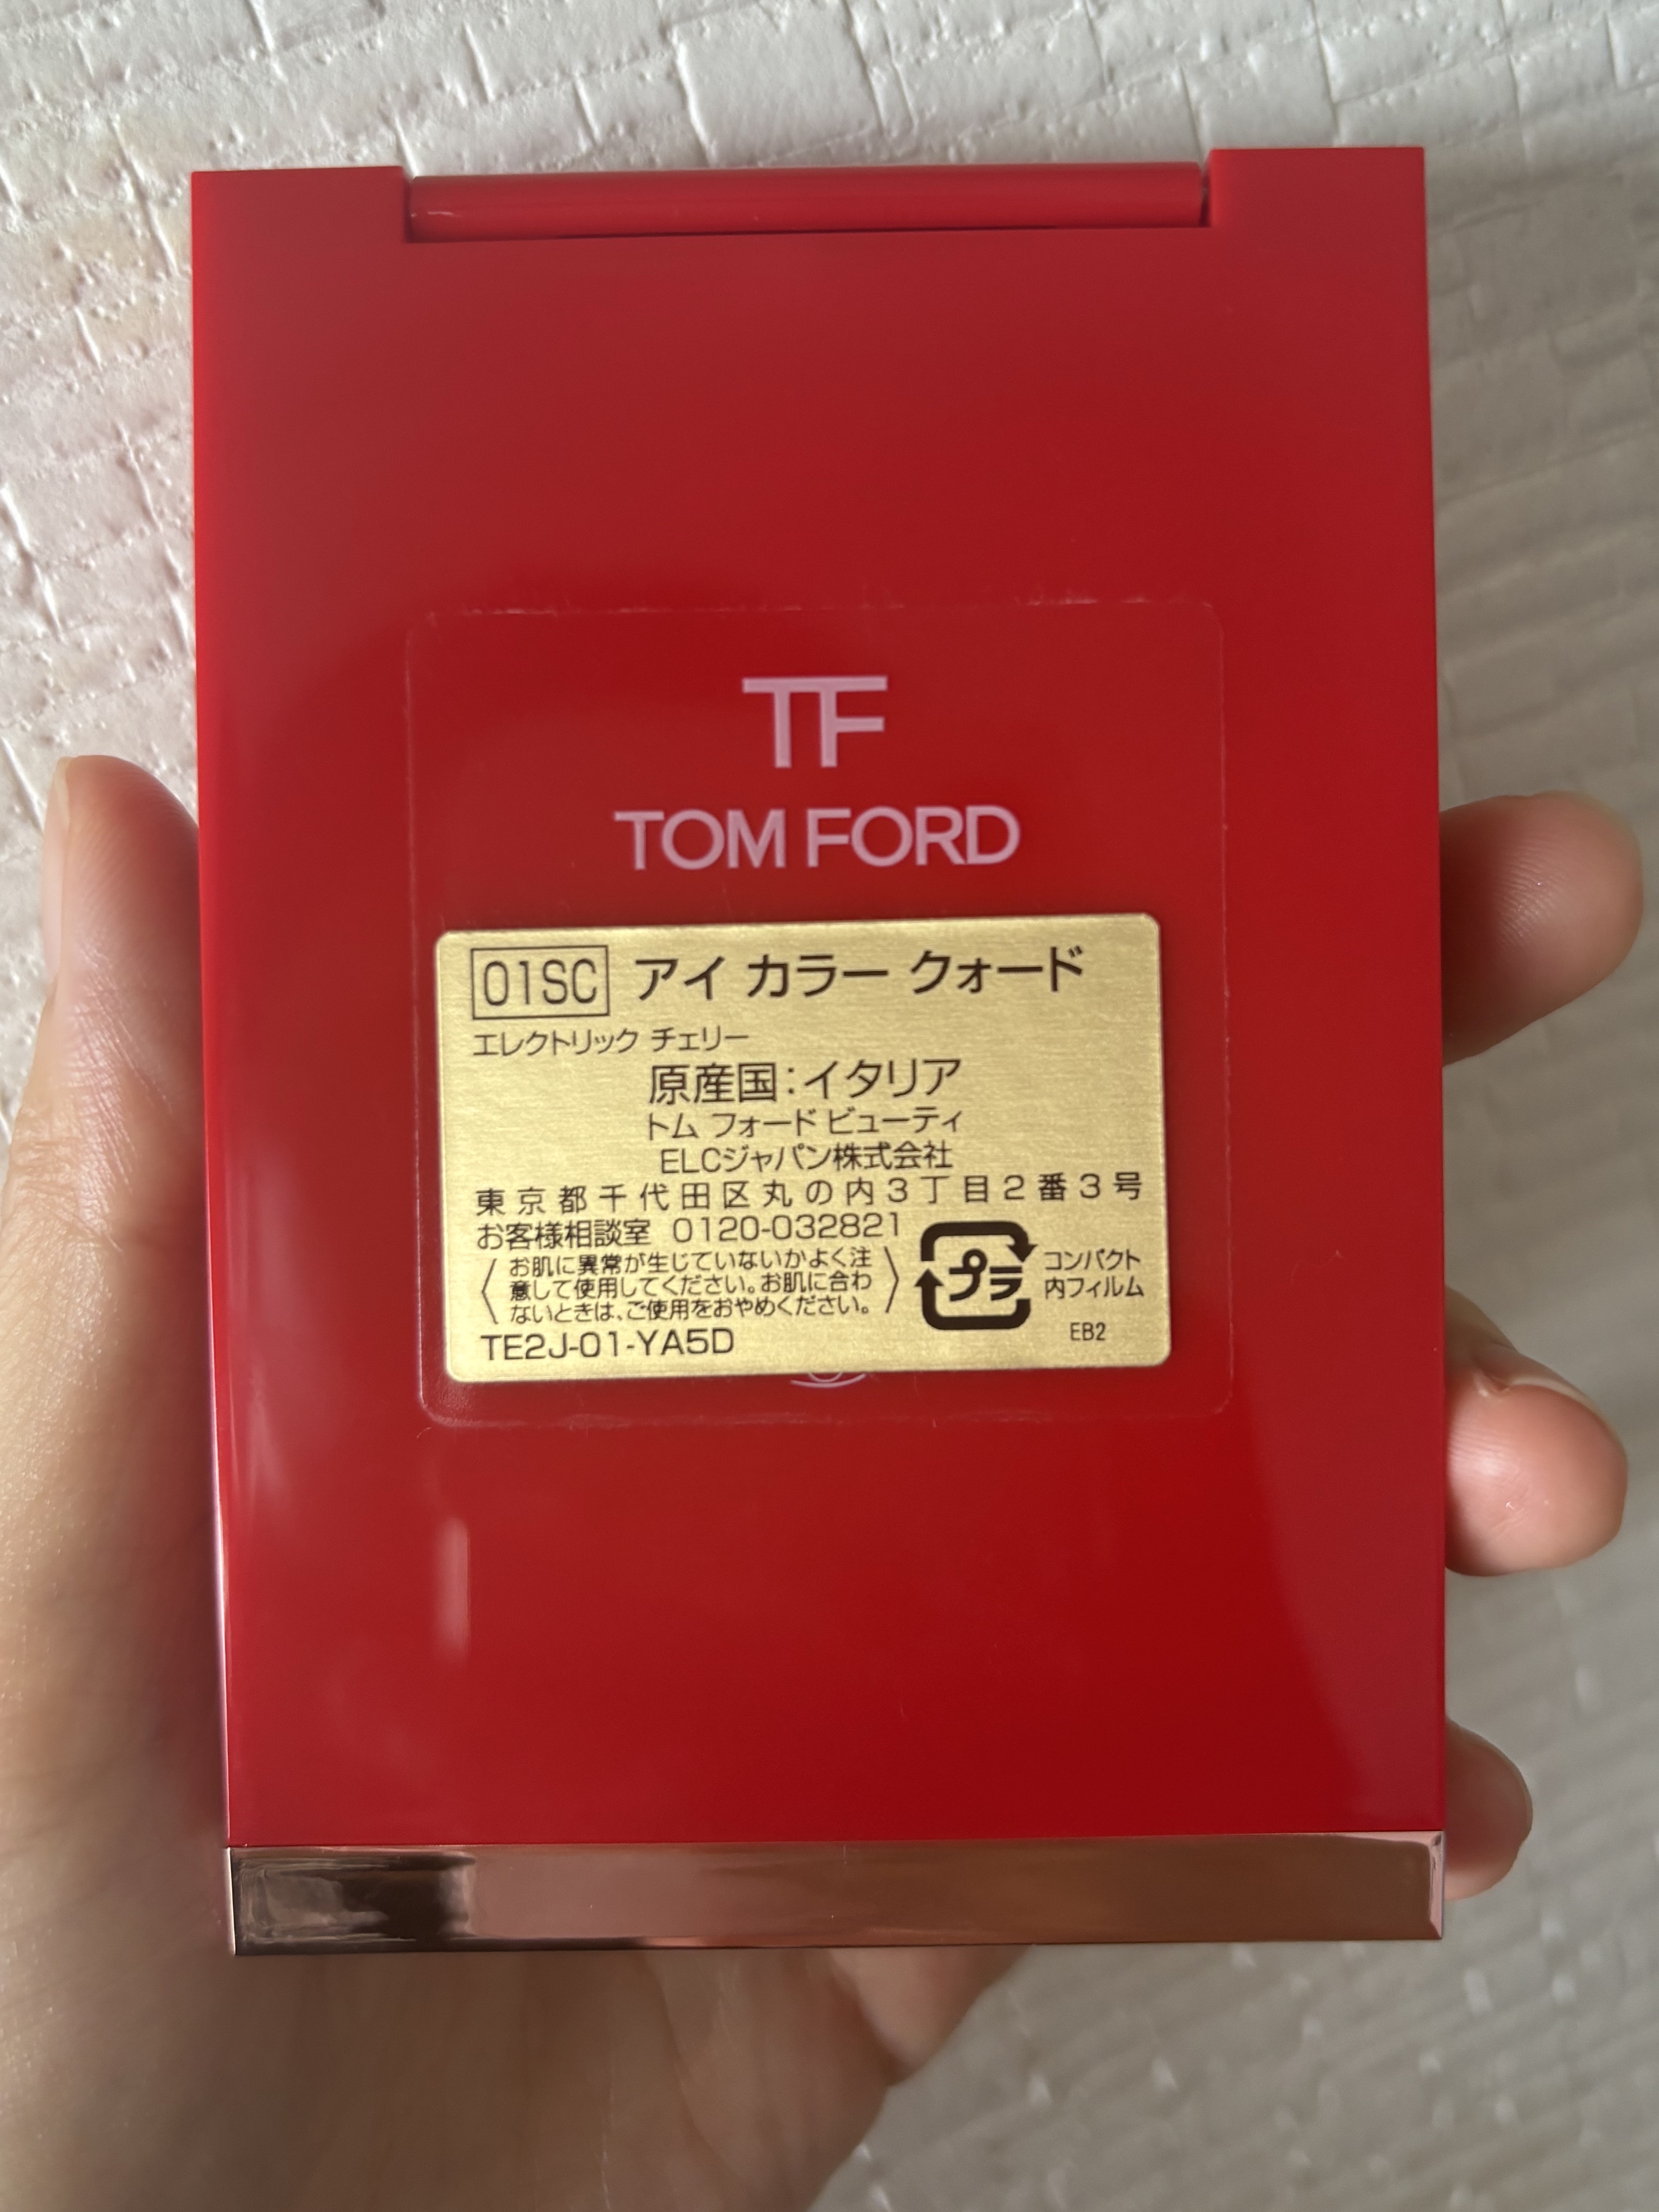 TF
TOM FORD
01SC アイ カラー クォード
エレクトリック チェリー
原産国:イタリア
トム フォード ビューティ
ELCジャパン株式会社
東京都千代田区丸の内3丁目2番3号
お客様相談室 0120-032821
お肌に異常が生じていないかよく注
意して使用してください。お肌に合わ
ないときは、ご使用をおやめください。
プラ
コンパクト
内フィルム
TE2J-01-YA5D
EB2